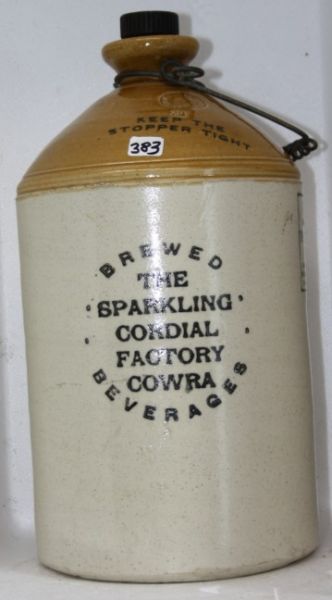 KEEP THE
STOPPER TIGHT
383
BREWED
THE
SPARKLING
CORDIAL
FACTORY
COWRA
BEVERAGES